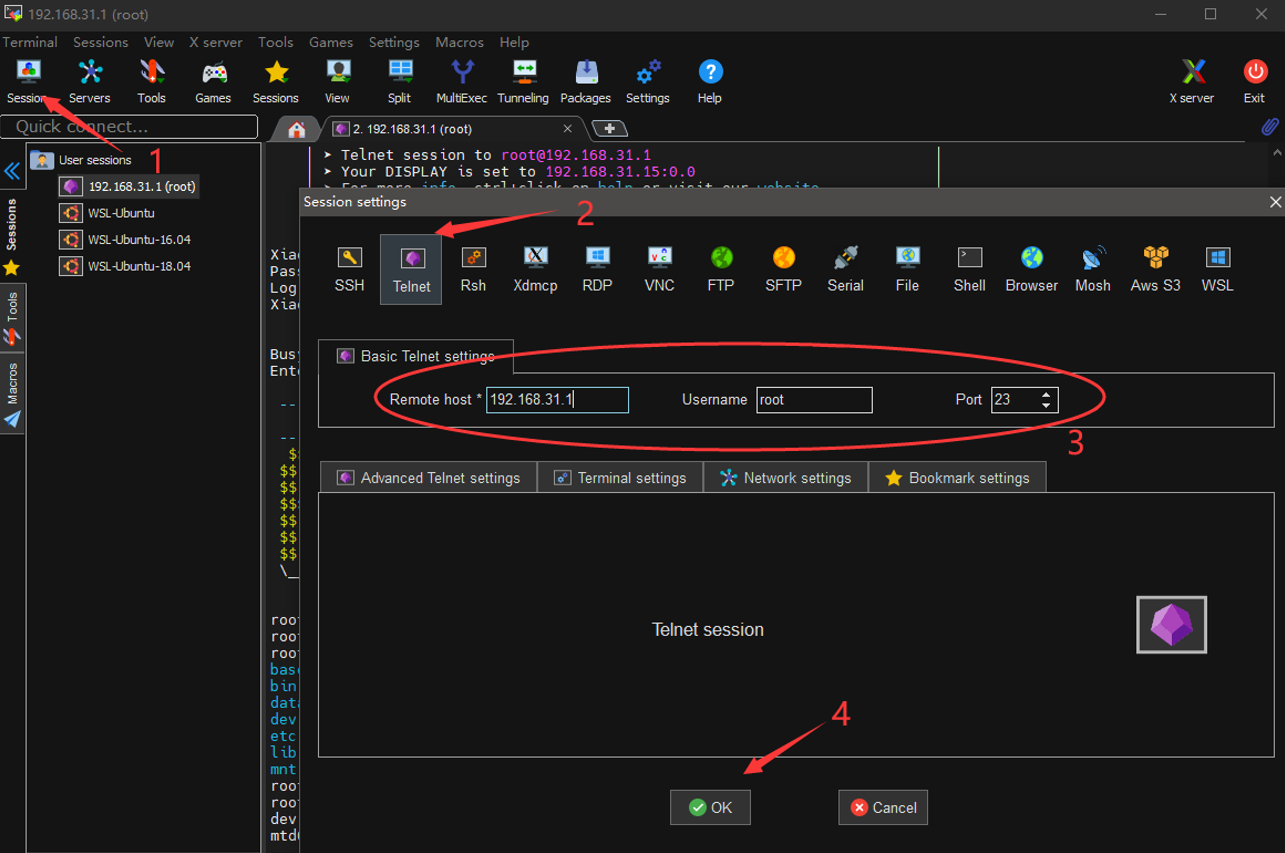 192.168.31.1 (root)
Terminal Sessions View X server Tools Games Settings Macros Help
Session Servers Tools Games Sessions View Split MultiExec Tunneling Packages Settings Help X server Exit
Quick connect...
2. 192.168.31.1 (root)
1
User sessions
192.168.31.1 (root)
WSL-Ubuntu
WSL-Ubuntu-16.04
WSL-Ubuntu-18.04
Sessions
Tools
Macros
➤ Telnet session to root@192.168.31.1
➤ Your DISPLAY is set to 192.168.31.15:0.0
➤ For more info, ctrl+click on help or visit our website
Session settings
2
SSH Telnet Rsh Xdmcp RDP VNC FTP SFTP Serial File Shell Browser Mosh Aws S3 WSL
Basic Telnet settings
Remote host * 192.168.31.1 Username root Port 23
3
Advanced Telnet settings Terminal settings Network settings Bookmark settings
Telnet session
4
OK Cancel
Xia
Pass
Log
Xia
Busy
Ente
--
--
$
$$
$$
$$
$$
$$
$$
\__
roo
roo
roo
base
bin
data
dev
etc
lib
mnt
roo
roo
dev
mtd